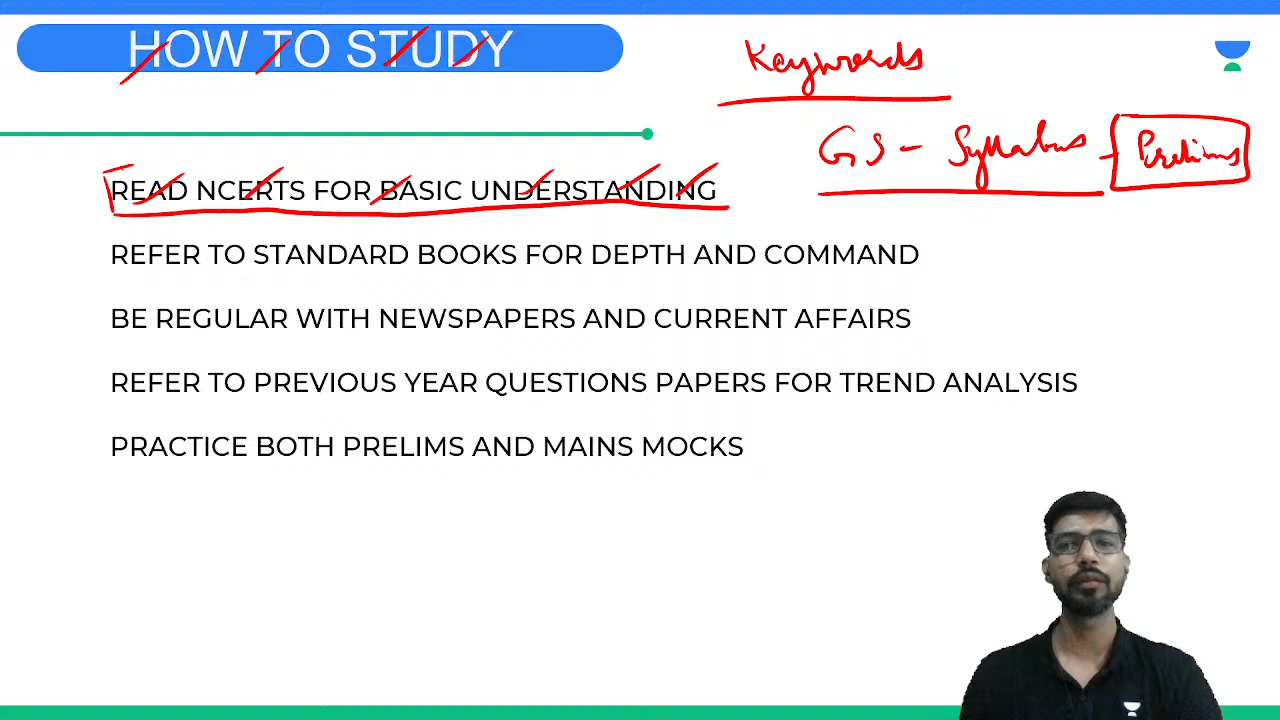 HOW TO STUDY
Keywords
GS - Syllabus - Prelims
READ NCERTS FOR BASIC UNDERSTANDING
REFER TO STANDARD BOOKS FOR DEPTH AND COMMAND
BE REGULAR WITH NEWSPAPERS AND CURRENT AFFAIRS
REFER TO PREVIOUS YEAR QUESTIONS PAPERS FOR TREND ANALYSIS
PRACTICE BOTH PRELIMS AND MAINS MOCKS